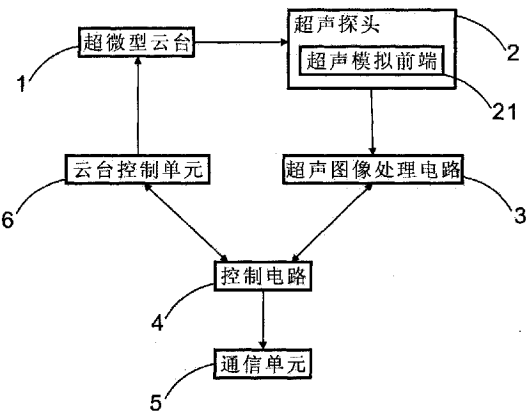 超微型云台
超声探头
超声模拟前端
1
2
21
云台控制单元
超声图像处理电路
6
3
控制电路
4
通信单元
5